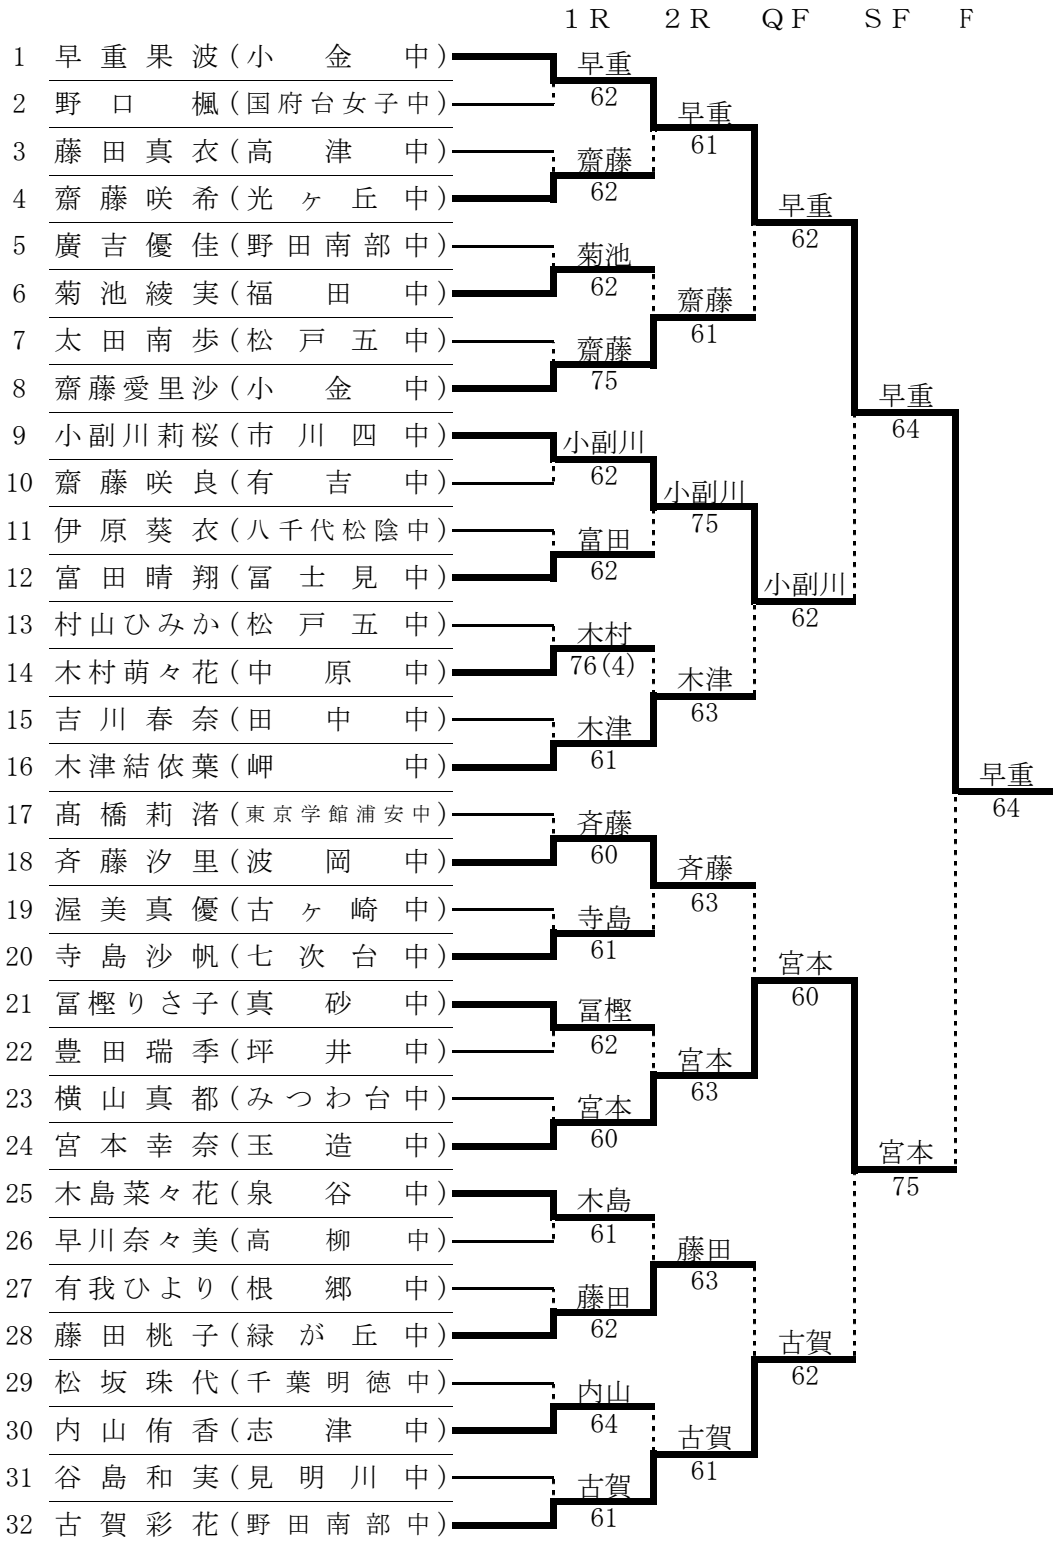 1R 2R QF SF F
1 早重果波(小金中)
早重
62
2 野口楓(国府台女子中)
早重
61
3 藤田真衣(高津中)
齋藤
62
4 齋藤咲希(光ヶ丘中)
早重
62
5 廣吉優佳(野田南部中)
菊池
62
6 菊池綾実(福田中)
齋藤
61
7 太田南歩(松戸五中)
齋藤
75
8 齋藤愛里沙(小金中)
早重
64
9 小副川莉桜(市川四中)
小副川
62
10 齋藤咲良(有吉中)
小副川
75
11 伊原葵衣(八千代松陰中)
富田
62
12 富田晴翔(冨士見中)
小副川
62
13 村山ひみか(松戸五中)
木村
76(4)
14 木村萌々花(中原中)
木津
63
15 吉川春奈(田中中)
木津
61
16 木津結依葉(岬中)
早重
64
17 髙橋莉渚(東京学館浦安中)
斉藤
60
18 斉藤汐里(波岡中)
斉藤
63
19 渥美真優(古ヶ崎中)
寺島
61
20 寺島沙帆(七次台中)
宮本
60
21 冨樫りさ子(真砂中)
冨樫
62
22 豊田瑞季(坪井中)
宮本
63
23 横山真都(みつわ台中)
宮本
60
24 宮本幸奈(玉造中)
宮本
75
25 木島菜々花(泉谷中)
木島
61
26 早川奈々美(高柳中)
藤田
63
27 有我ひより(根郷中)
藤田
62
28 藤田桃子(緑が丘中)
古賀
62
29 松坂珠代(千葉明徳中)
内山
64
30 内山侑香(志津中)
古賀
61
31 谷島和実(見明川中)
古賀
61
32 古賀彩花(野田南部中)